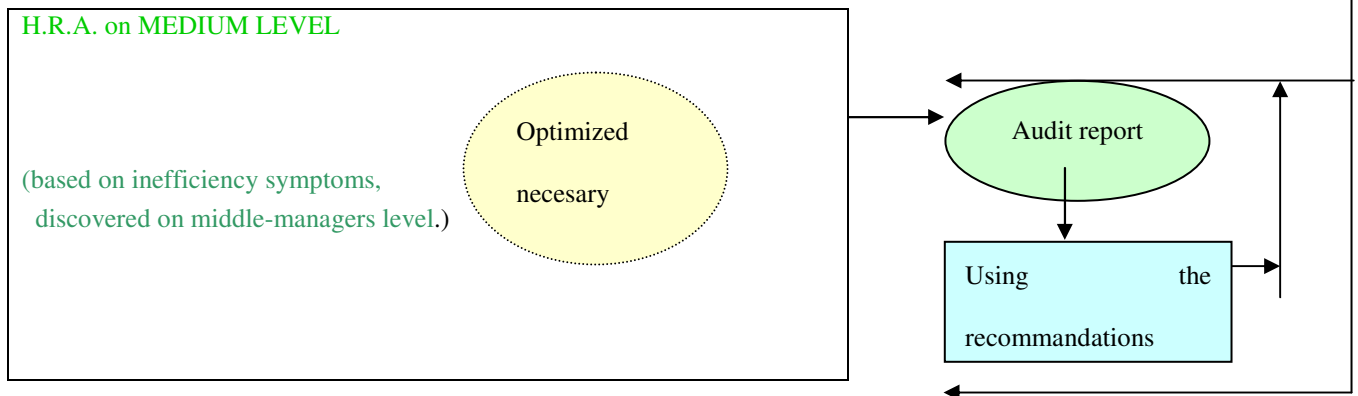 H.R.A. on MEDIUM LEVEL
Optimized
necesary
(based on inefficiency symptoms,
discovered on middle-managers level.)
Audit report
Using the
recommandations